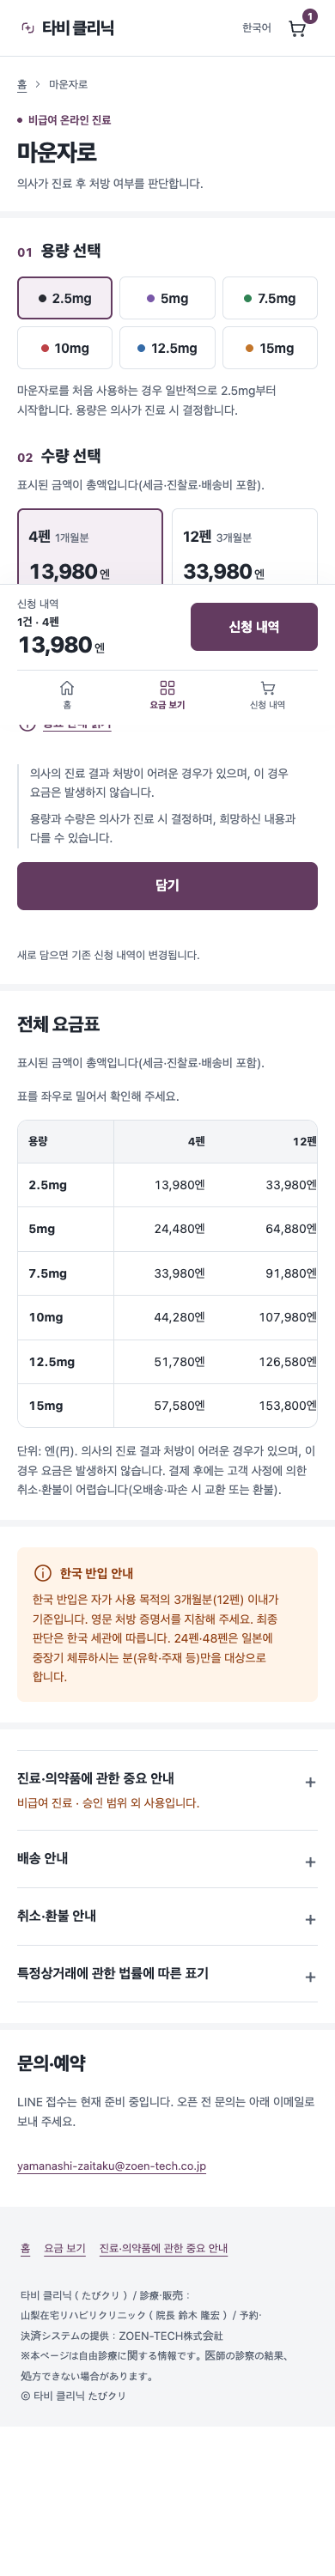 타비 클리닉
한국어
1
홈 > 마운자로
비급여 온라인 진료
마운자로
의사가 진료 후 처방 여부를 판단합니다.
01 용량 선택
2.5mg 5mg 7.5mg
10mg 12.5mg 15mg
마운자로를 처음 사용하는 경우 일반적으로 2.5mg부터
시작합니다. 용량은 의사가 진료 시 결정합니다.
02 수량 선택
표시된 금액이 총액입니다(세금·진찰료·배송비 포함).
4펜 1개월분 12펜 3개월분
13,980엔 33,980엔
신청 내역
1건 · 4펜
13,980엔
신청 내역
홈 요금 보기 신청 내역
의사의 진료 결과 처방이 어려운 경우가 있으며, 이 경우
요금은 발생하지 않습니다.
용량과 수량은 의사가 진료 시 결정하며, 희망하신 내용과
다를 수 있습니다.
담기
새로 담으면 기존 신청 내역이 변경됩니다.
전체 요금표
표시된 금액이 총액입니다(세금·진찰료·배송비 포함).
표를 좌우로 밀어서 확인해 주세요.
용량 4펜 12펜
2.5mg 13,980엔 33,980엔
5mg 24,480엔 64,880엔
7.5mg 33,980엔 91,880엔
10mg 44,280엔 107,980엔
12.5mg 51,780엔 126,580엔
15mg 57,580엔 153,800엔
단위: 엔(円). 의사의 진료 결과 처방이 어려운 경우가 있으며, 이
경우 요금은 발생하지 않습니다. 결제 후에는 고객 사정에 의한
취소·환불이 어렵습니다(오배송·파손 시 교환 또는 환불).
한국 반입 안내
한국 반입은 자가 사용 목적의 3개월분(12펜) 이내가
기준입니다. 영문 처방 증명서를 지참해 주세요. 최종
판단은 한국 세관에 따릅니다. 24펜·48펜은 일본에
중장기 체류하시는 분(유학·주재 등)만을 대상으로
합니다.
진료·의약품에 관한 중요 안내 +
비급여 진료 · 승인 범위 외 사용입니다.
배송 안내 +
취소·환불 안내 +
특정상거래에 관한 법률에 따른 표기 +
문의·예약
LINE 접수는 현재 준비 중입니다. 오픈 전 문의는 아래 이메일로
보내 주세요.
yamanashi-zaitaku@zoen-tech.co.jp
홈 요금 보기 진료·의약품에 관한 중요 안내
타비 클리닉 ( たびクリ ) / 診療·販売：
山梨在宅リハビリクリニック ( 院長 鈴木 隆宏 ) / 予約·
決済システムの提供：ZOEN-TECH株式会社
※本ページは自由診療に関する情報です。医師の診察の結果、
処方できない場合があります。
© 타비 클리닉 たびクリ